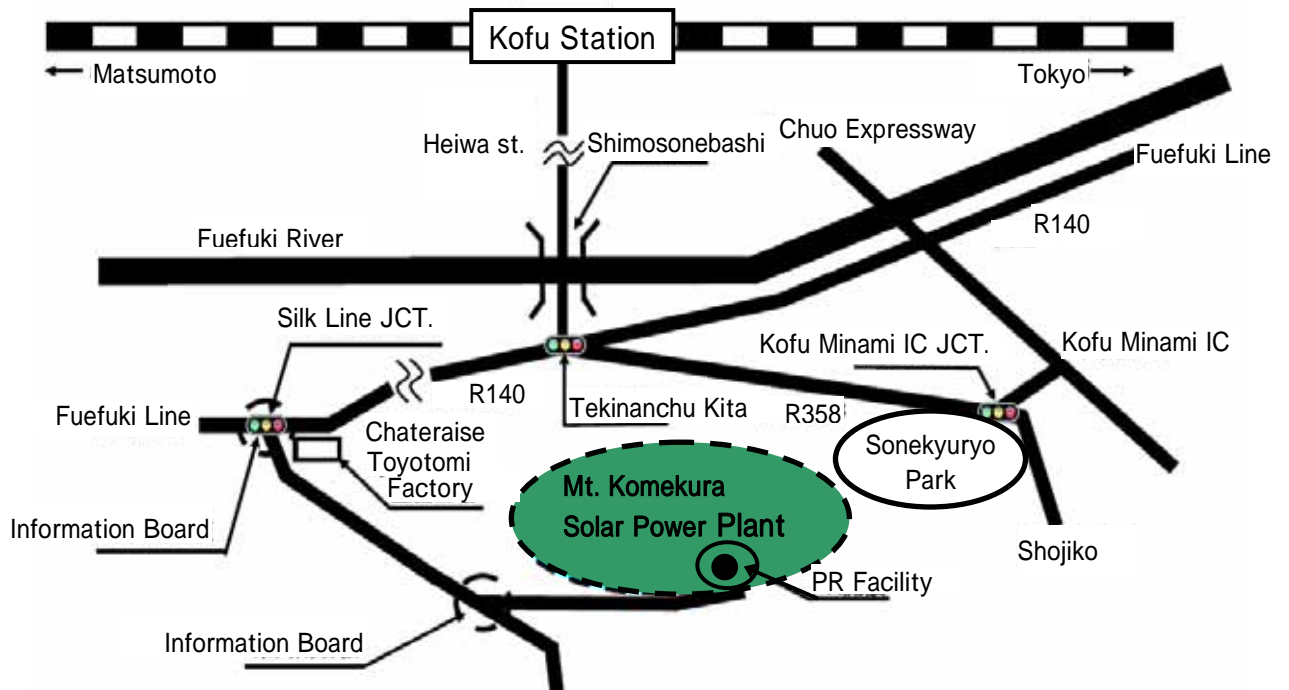 Kofu Station
Matsumoto
Tokyo
Heiwa st.
Shimosonebashi
Chuo Expressway
Fuefuki Line
R140
Fuefuki River
Silk Line JCT.
Kofu Minami IC JCT.
Kofu Minami IC
R140
Tekinanchu Kita
R358
Fuefuki Line
Chateraise
Toyotomi
Factory
Sonekyuryo
Park
Mt. Komekura
Solar Power Plant
Information Board
Shojiko
PR Facility
Information Board